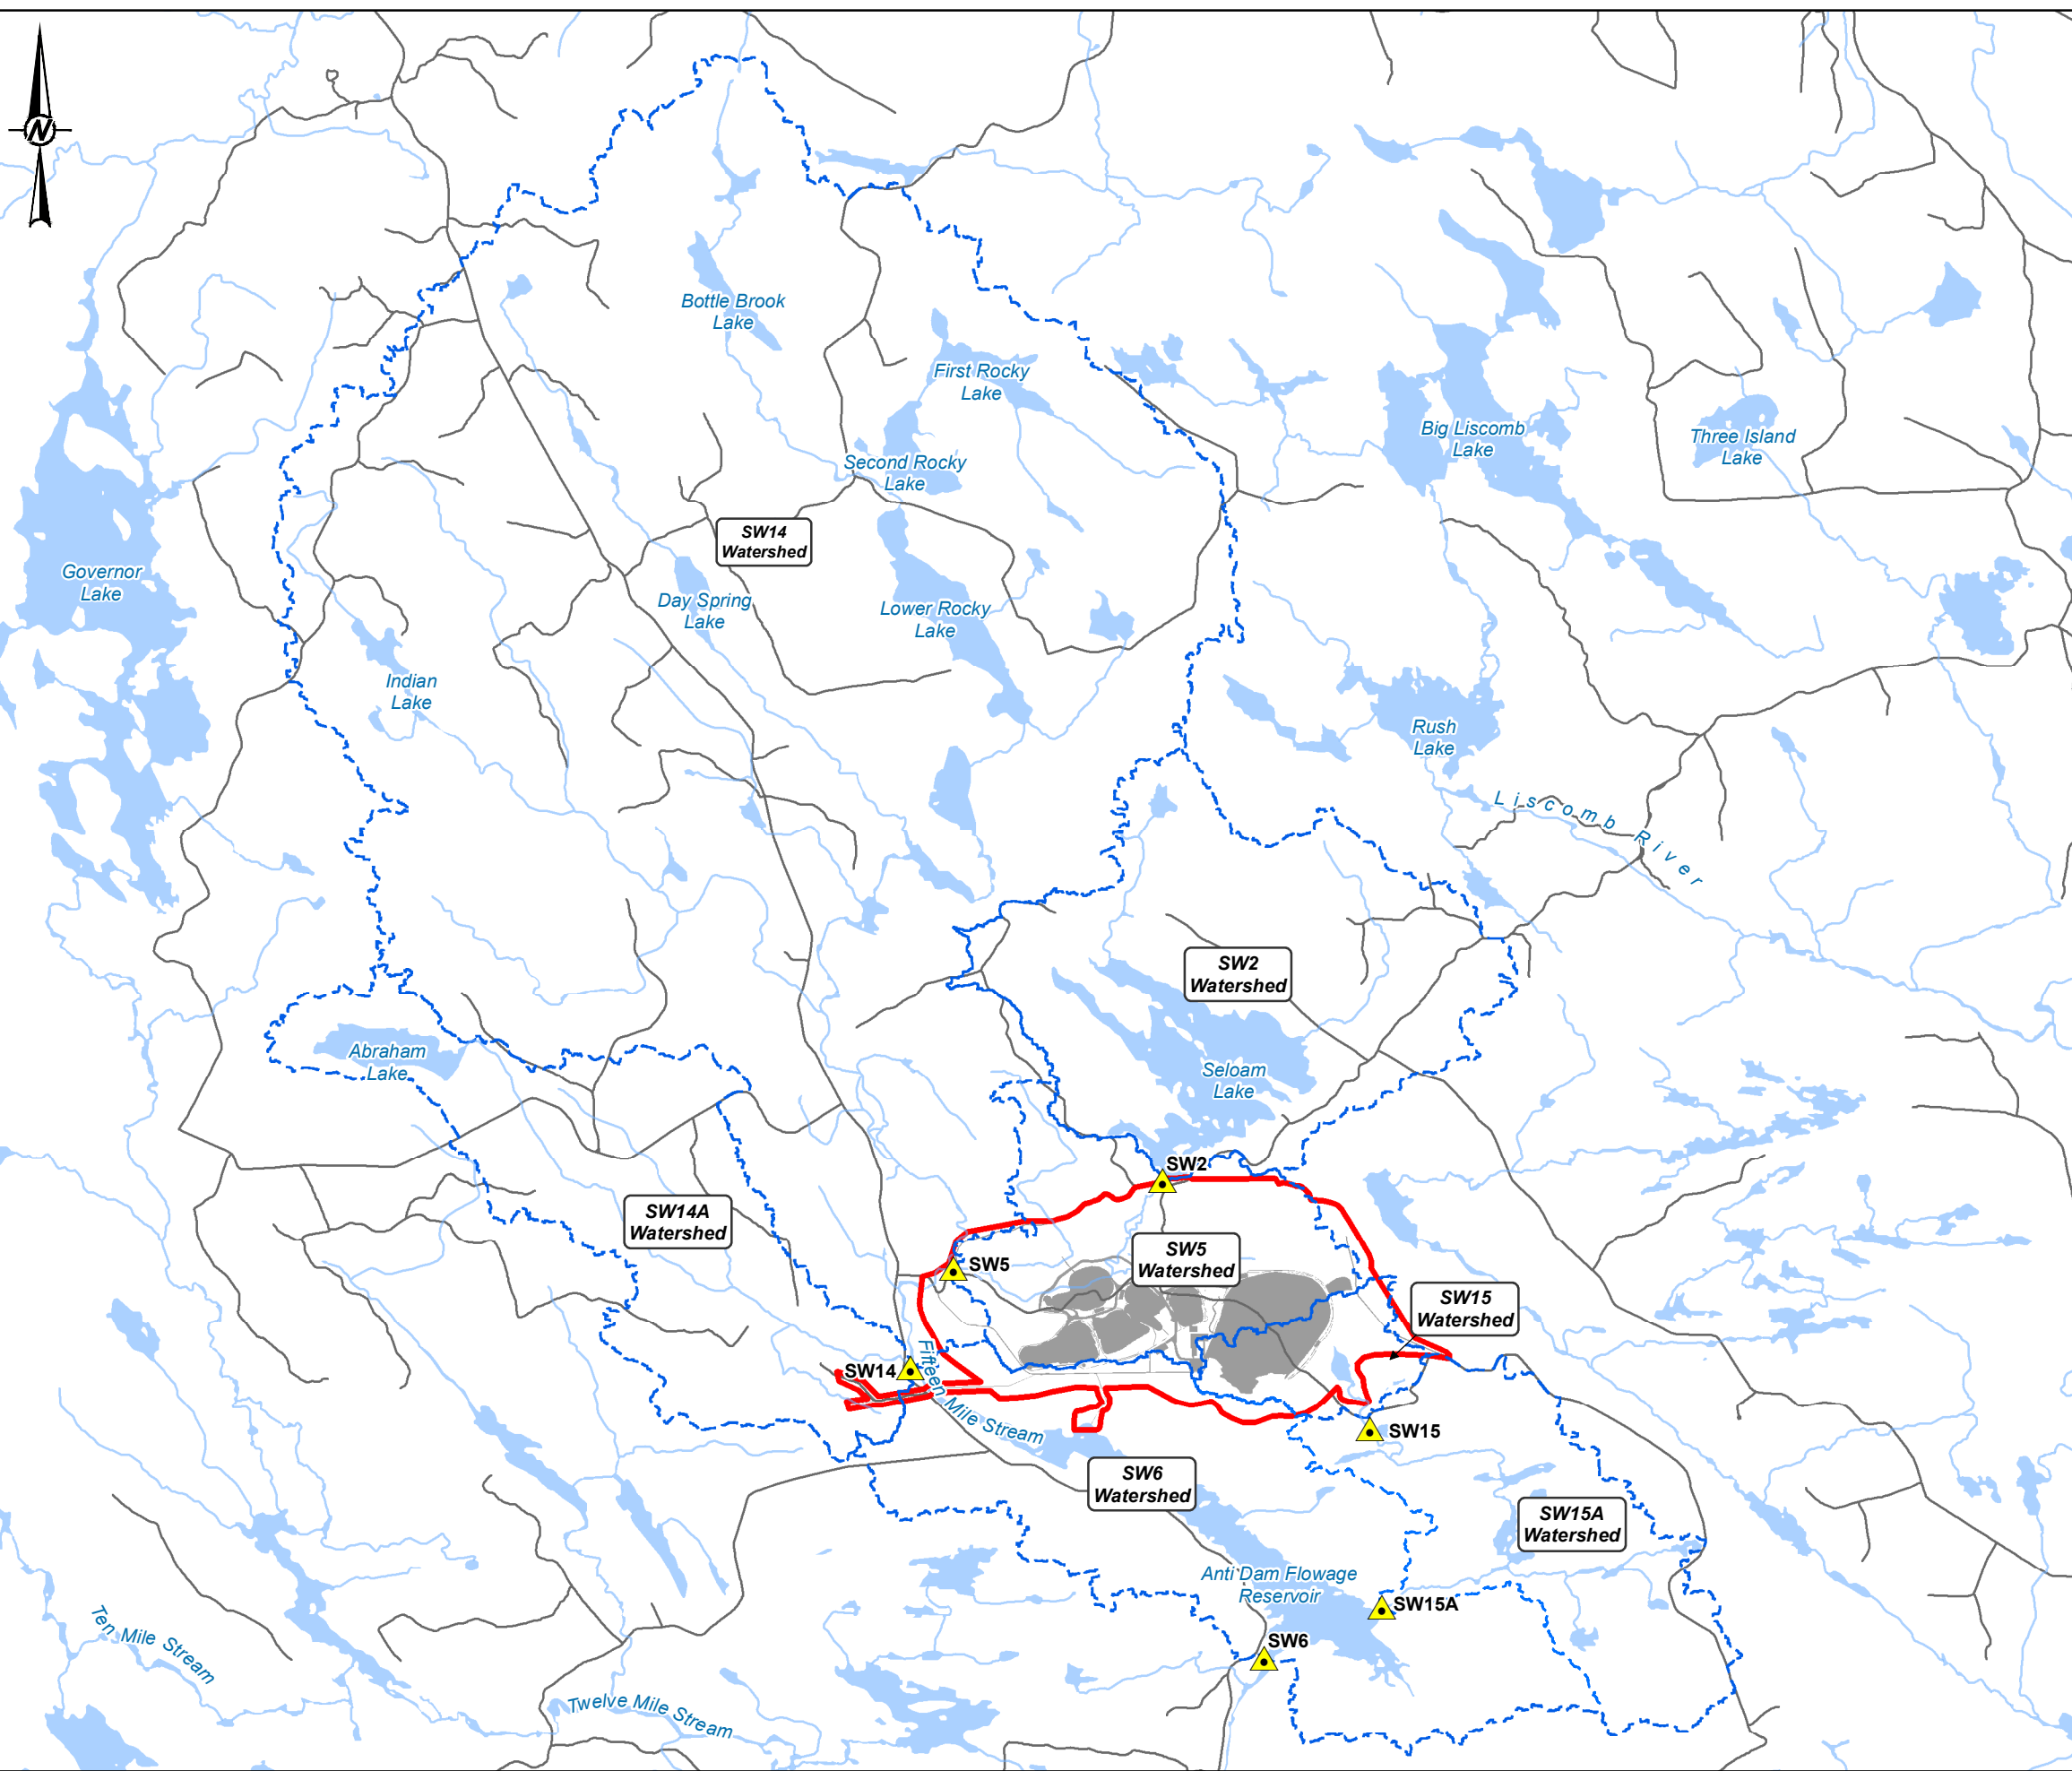 N
Bottle Brook
Lake
First Rocky
Lake
Second Rocky
Lake
Big Liscomb
Lake
Three Island
Lake
SW14
Watershed
Governor
Lake
Day Spring
Lake
Lower Rocky
Lake
Indian
Lake
Rush
Lake
Liscomb River
SW2
Watershed
Abraham
Lake
Seloam
Lake
SW2
SW14A
Watershed
SW5
Watershed
SW5
SW15
Watershed
SW14
Fifteen Mile Stream
SW15
SW6
Watershed
SW15A
Watershed
Anti Dam Flowage
Reservoir
SW15A
SW6
Ten Mile Stream
Twelve Mile Stream